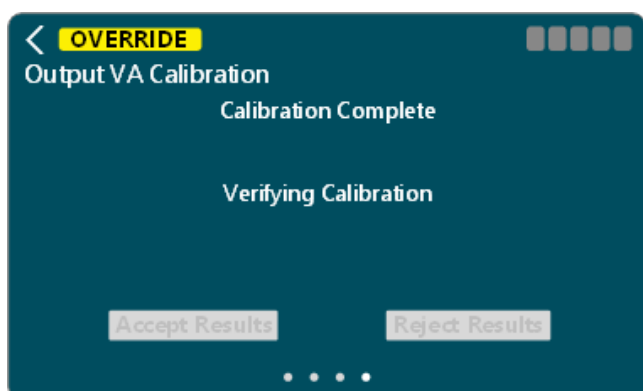 OVERRIDE
Output VA Calibration
Calibration Complete
Verifying Calibration
Accept Results Reject Results